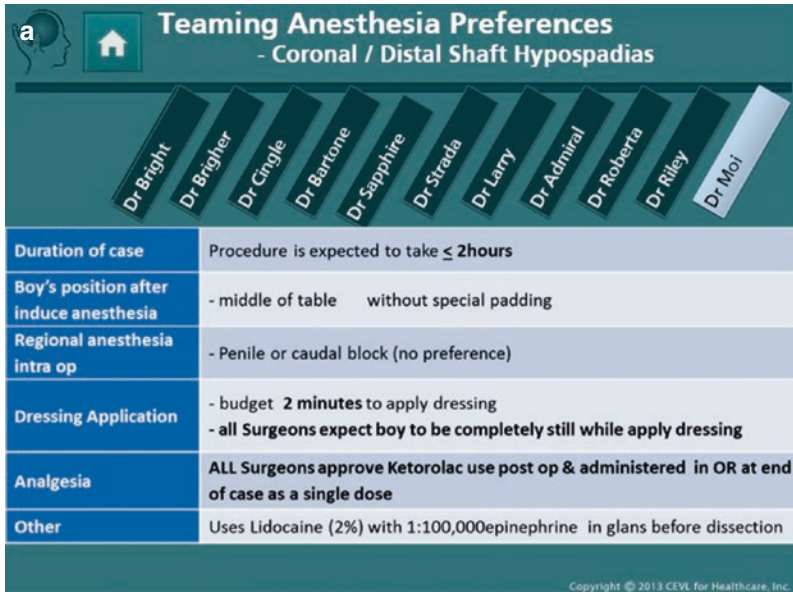 a
Teaming Anesthesia Preferences
- Coronal / Distal Shaft Hypospadias
Dr Bright
Dr Brigher
Dr Cingle
Dr Bartone
Dr Sapphire
Dr Strada
Dr Larry
Dr Admiral
Dr Roberta
Dr Riley
Dr Moi
Duration of case
Procedure is expected to take ≤ 2hours
Boy's position after
induce anesthesia
- middle of table without special padding
Regional anesthesia
intra op
- Penile or caudal block (no preference)
Dressing Application
- budget 2 minutes to apply dressing
- all Surgeons expect boy to be completely still while apply dressing
Analgesia
ALL Surgeons approve Ketorolac use post op & administered in OR at end
of case as a single dose
Other
Uses Lidocaine (2%) with 1:100,000epinephrine in glans before dissection
Copyright © 2013 CEVL for Healthcare, Inc.